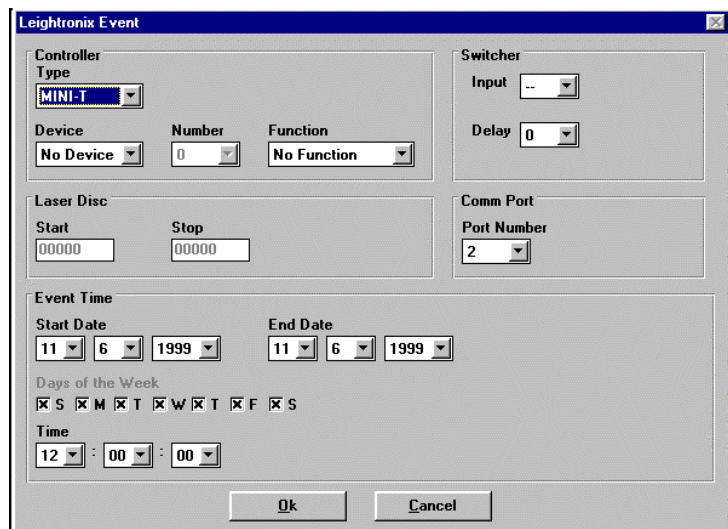 Leightronix Event
Controller
Type
MINI-T
Device Number Function
No Device 0 No Function
Switcher
Input --
Delay 0
Laser Disc
Start Stop
00000 00000
Comm Port
Port Number
2
Event Time
Start Date End Date
11 6 1999 11 6 1999
Days of the Week
S M T W T F S
Time
12 : 00 : 00
Ok Cancel